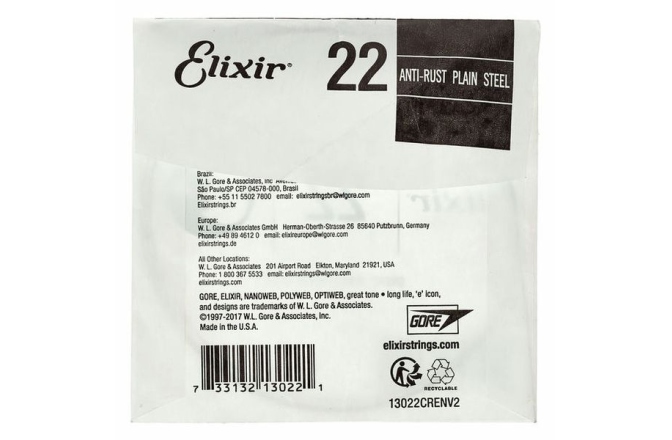 Elixir®
22
ANTI-RUST PLAIN STEEL
Brazil:
W. L. Gore & Associates, Inc
São Paulo/SP CEP 04578-000, Brasil
Phone: +55 11 5502 7800 email: elixirstringsbr@wlgore.com
Elixirstrings.br
Europe:
W. L. Gore & Associates GmbH Herman-Oberth-Strasse 26 85640 Putzbrunn, Germany
Phone: +49 89 4612 0 email: elixireurope@wlgore.com
elixirstrings.de
All Other Locations:
W. L. Gore & Associates 201 Airport Road Elkton, Maryland 21921, USA
Phone: 1 800 367 5533 email: elixirstrings@wlgore.com
elixirstrings.com
GORE, ELIXIR, NANOWEB, POLYWEB, OPTIWEB, great tone • long life, 'e' icon,
and designs are trademarks of W. L. Gore & Associates.
©1997-2017 W.L. Gore & Associates, Inc.
Made in the U.S.A.
GORE
elixirstrings.com
RECYCLABLE
7 33132 13022 1
13022CRENV2